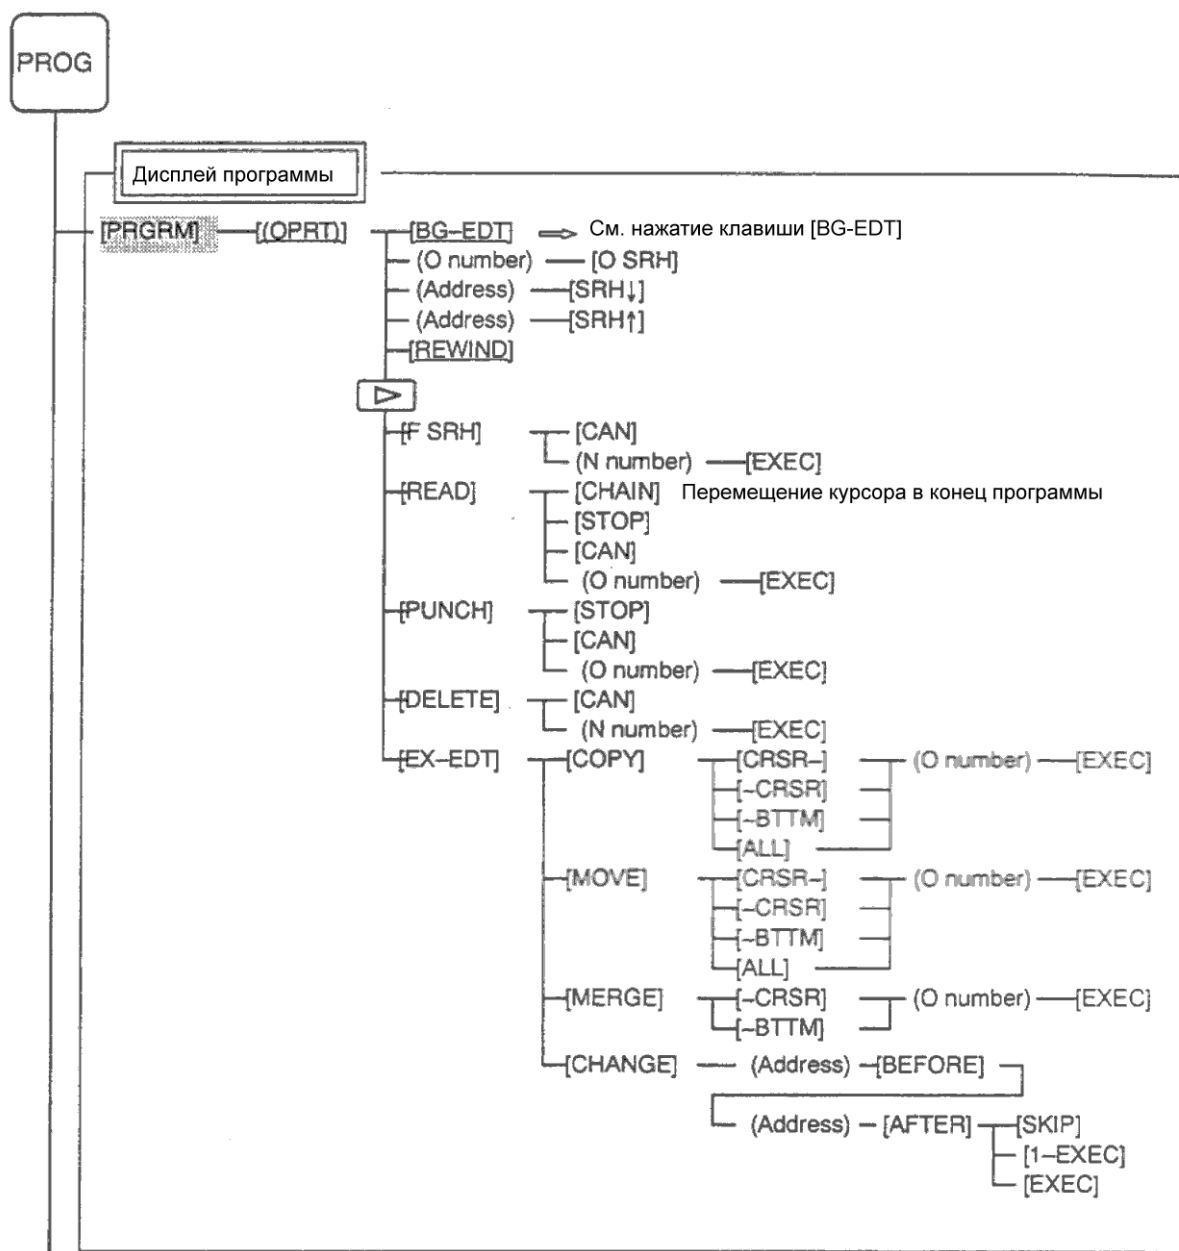 PROG
Дисплей программы
[PRGRM] [(OPRT)] [BG–EDT] См. нажатие клавиши [BG-EDT]
(O number) [O SRH]
(Address) [SRH↓]
(Address) [SRH↑]
[REWIND]
[F SRH] [CAN]
(N number) [EXEC]
[READ] [CHAIN] Перемещение курсора в конец программы
[STOP]
[CAN]
(O number) [EXEC]
[PUNCH] [STOP]
[CAN]
(O number) [EXEC]
[DELETE] [CAN]
(N number) [EXEC]
[EX–EDT] [COPY] [CRSR~] (O number) [EXEC]
[~CRSR]
[~BTTM]
[ALL]
[MOVE] [CRSR~] (O number) [EXEC]
[~CRSR]
[~BTTM]
[ALL]
[MERGE] [~CRSR] (O number) [EXEC]
[~BTTM]
[CHANGE] (Address) [BEFORE]
(Address) [AFTER] [SKIP]
[1–EXEC]
[EXEC]